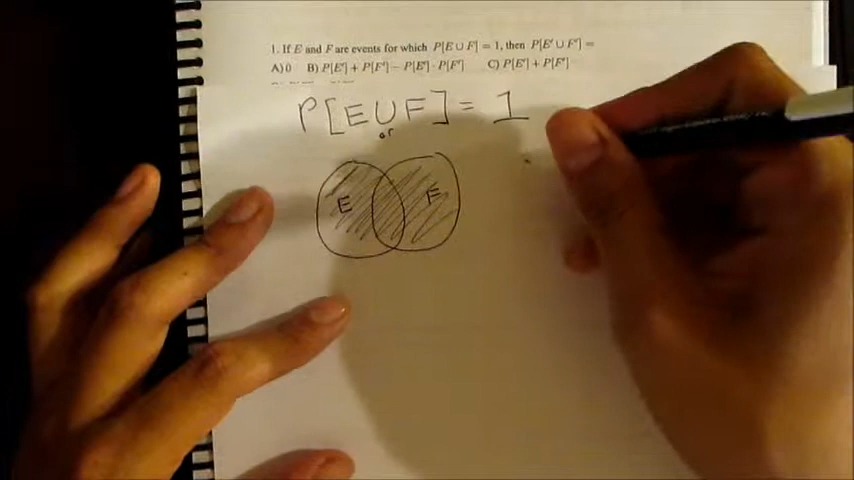 1. If E and F are events for which P[E ∪ F] = 1, then P[E' ∪ F'] =
A) 0 B) P[E'] + P[F'] − P[E'] · P[F'] C) P[E'] + P[F']
P[E ∪ F] = 1
or
E F